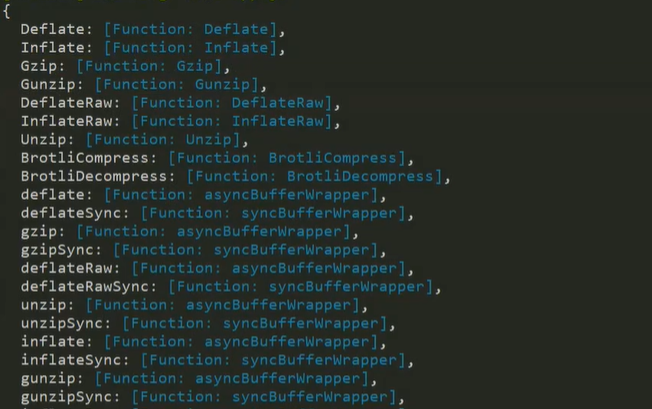 {
Deflate: [Function: Deflate],
Inflate: [Function: Inflate],
Gzip: [Function: Gzip],
Gunzip: [Function: Gunzip],
DeflateRaw: [Function: DeflateRaw],
InflateRaw: [Function: InflateRaw],
Unzip: [Function: Unzip],
BrotliCompress: [Function: BrotliCompress],
BrotliDecompress: [Function: BrotliDecompress],
deflate: [Function: asyncBufferWrapper],
deflateSync: [Function: syncBufferWrapper],
gzip: [Function: asyncBufferWrapper],
gzipSync: [Function: syncBufferWrapper],
deflateRaw: [Function: asyncBufferWrapper],
deflateRawSync: [Function: syncBufferWrapper],
unzip: [Function: asyncBufferWrapper],
unzipSync: [Function: syncBufferWrapper],
inflate: [Function: asyncBufferWrapper],
inflateSync: [Function: syncBufferWrapper],
gunzip: [Function: asyncBufferWrapper],
gunzipSync: [Function: syncBufferWrapper],